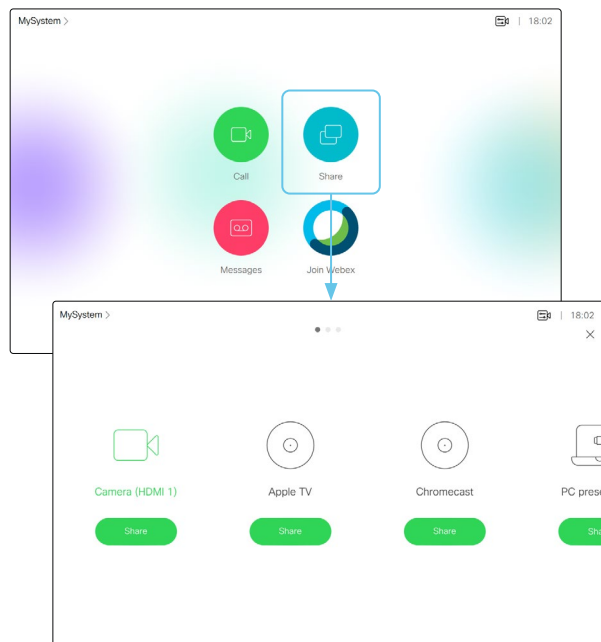 MySystem >
18:02
Call
Share
Messages
Join Webex
MySystem >
18:02
Camera (HDMI 1)
Apple TV
Chromecast
PC
Share
Share
Share